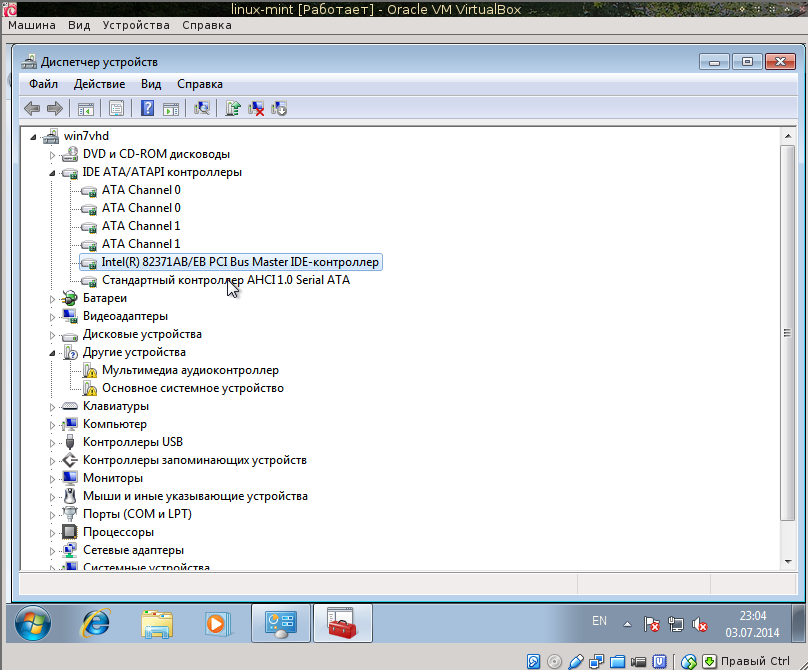 linux-mint [Работает] - Oracle VM VirtualBox
Машина Вид Устройства Справка
Диспетчер устройств
Файл Действие Вид Справка
win7vhd
DVD и CD-ROM дисководы
IDE ATA/ATAPI контроллеры
ATA Channel 0
ATA Channel 0
ATA Channel 1
ATA Channel 1
Intel(R) 82371AB/EB PCI Bus Master IDE-контроллер
Стандартный контроллер AHCI 1.0 Serial ATA
Батареи
Видеоадаптеры
Дисковые устройства
Другие устройства
Мультимедиа аудиоконтроллер
Основное системное устройство
Клавиатуры
Компьютер
Контроллеры USB
Контроллеры запоминающих устройств
Мониторы
Мыши и иные указывающие устройства
Порты (COM и LPT)
Процессоры
Сетевые адаптеры
Системные устройства
EN
23:04
03.07.2014
Правый Ctrl